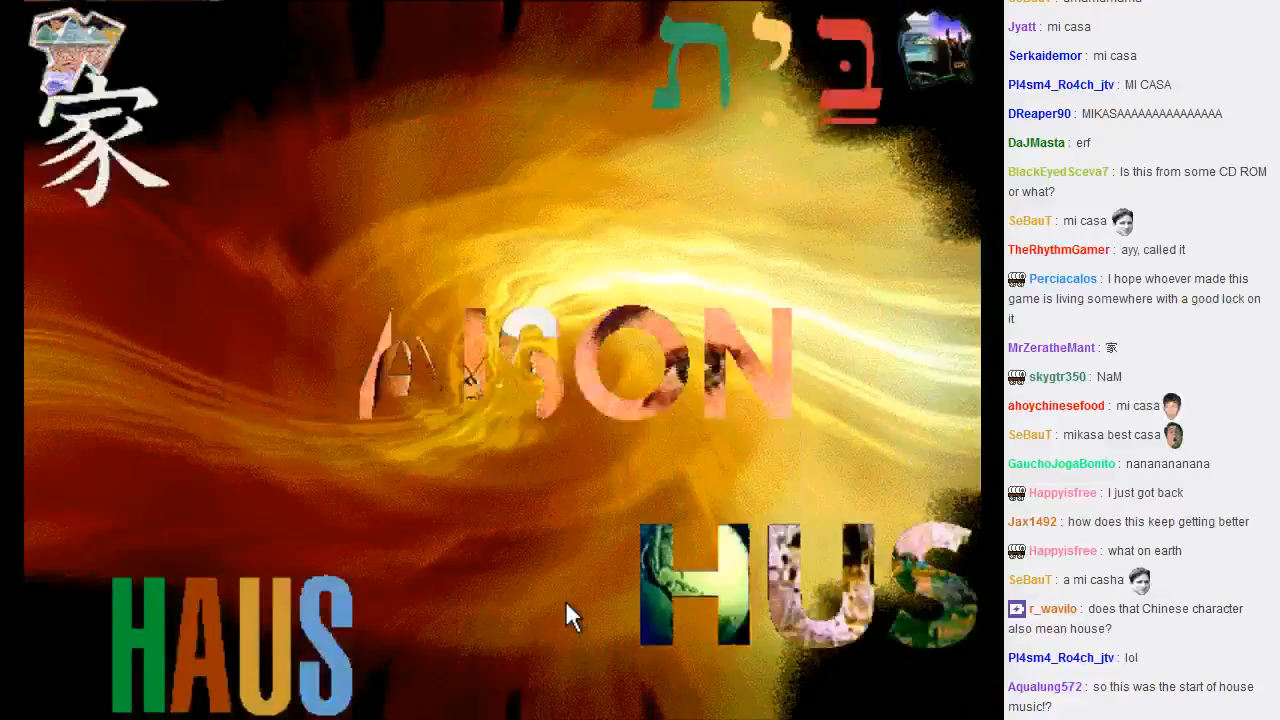 家
בּית
MAISON
HAUS
HUS
SeBauT : amamamama
Jyatt : mi casa
Serkaidemor : mi casa
Pl4sm4_Ro4ch_jtv : MI CASA
DReaper90 : MIKASAAAAAAAAAAAAAAA
DaJMasta : erf
BlackEyedSceva7 : Is this from some CD ROM
or what?
SeBauT : mi casa
TheRhythmGamer : ayy, called it
Perciacalos : I hope whoever made this
game is living somewhere with a good lock on
it
MrZeratheMant : 家
skygtr350 : NaM
ahoychinesefood : mi casa
SeBauT : mikasa best casa
GauchoJogaBonito : nanananana
Happyisfree : I just got back
Jax1492 : how does this keep getting better
Happyisfree : what on earth
SeBauT : a mi casha
r_wavilo : does that Chinese character
also mean house?
Pl4sm4_Ro4ch_jtv : lol
Aqualung572 : so this was the start of house
music!?